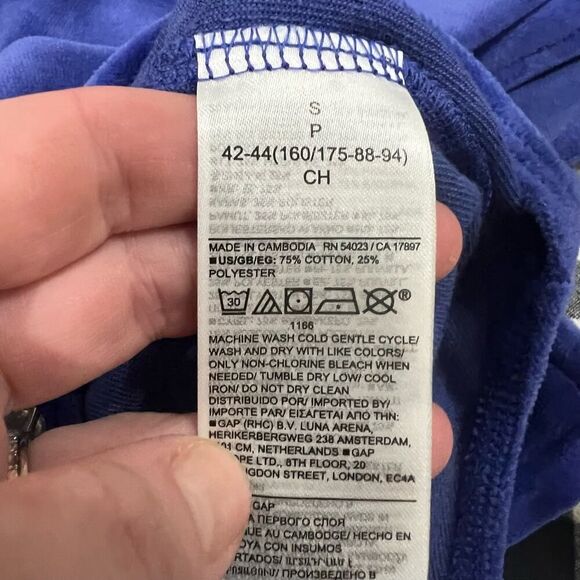 S
P
42-44(160/175-88-94)
CH
MADE IN CAMBODIA RN 54023 / CA 17897
■US/GB/EG: 75% COTTON, 25%
POLYESTER
30
®
1166
MACHINE WASH COLD GENTLE CYCLE/
WASH AND DRY WITH LIKE COLORS/
ONLY NON-CHLORINE BLEACH WHEN
NEEDED/ TUMBLE DRY LOW/ COOL
IRON/ DO NOT DRY CLEAN
DISTRIBUIDO POR/ IMPORTED BY/
IMPORTE PAR/ ΕΙΣΑΓΕΤΑΙ ΑΠΟ ΤΗΝ:
■GAP (RHC) B.V. LUNA ARENA,
HERIKERBERGWEG 238 AMSTERDAM,
CM, NETHERLANDS ■GAP
LTD., 8TH FLOOR, 20
STREET, LONDON, EC4A
GAP
ПЕРВОГО СЛОЯ
AU CAMBODGE/ HECHO EN
CON INSUMOS
ПРОИЗВЕДЕНО В